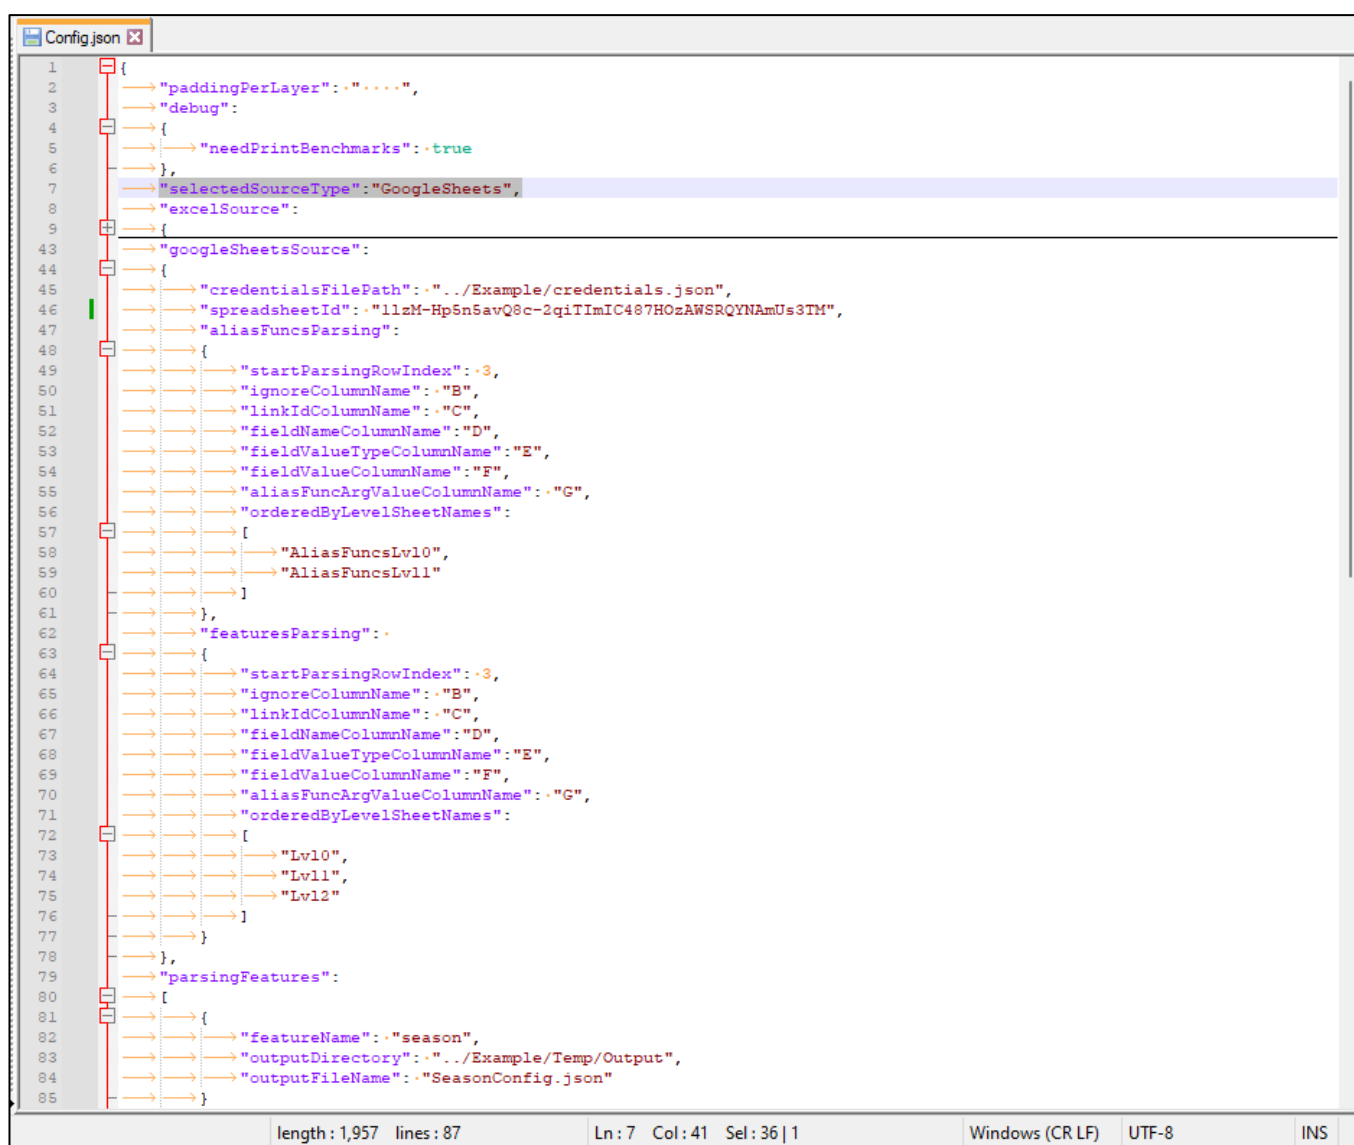 Config.json
1 {
2 "paddingPerLayer": "    ",
3 "debug":
4 {
5 "needPrintBenchmarks": true
6 },
7 "selectedSourceType":"GoogleSheets",
8 "excelSource":
9 {
43 "googleSheetsSource":
44 {
45 "credentialsFilePath": "../Example/credentials.json",
46 "spreadsheetId": "1lzM-Hp5n5avQ8c-2qiTImIC487HOzAWSRQYNAmUs3TM",
47 "aliasFuncsParsing":
48 {
49 "startParsingRowIndex": 3,
50 "ignoreColumnName": "B",
51 "linkIdColumnName": "C",
52 "fieldNameColumnName":"D",
53 "fieldValueTypeColumnName":"E",
54 "fieldValueColumnName":"F",
55 "aliasFuncArgValueColumnName": "G",
56 "orderedByLevelSheetNames":
57 [
58 "AliasFuncsLvl0",
59 "AliasFuncsLvl1"
60 ]
61 },
62 "featuresParsing":
63 {
64 "startParsingRowIndex": 3,
65 "ignoreColumnName": "B",
66 "linkIdColumnName": "C",
67 "fieldNameColumnName":"D",
68 "fieldValueTypeColumnName":"E",
69 "fieldValueColumnName":"F",
70 "aliasFuncArgValueColumnName": "G",
71 "orderedByLevelSheetNames":
72 [
73 "Lvl0",
74 "Lvl1",
75 "Lvl2"
76 ]
77 }
78 },
79 "parsingFeatures":
80 [
81 {
82 "featureName": "season",
83 "outputDirectory": "../Example/Temp/Output",
84 "outputFileName": "SeasonConfig.json"
85 }
length : 1,957 lines : 87 Ln : 7 Col : 41 Sel : 36 | 1 Windows (CR LF) UTF-8 INS